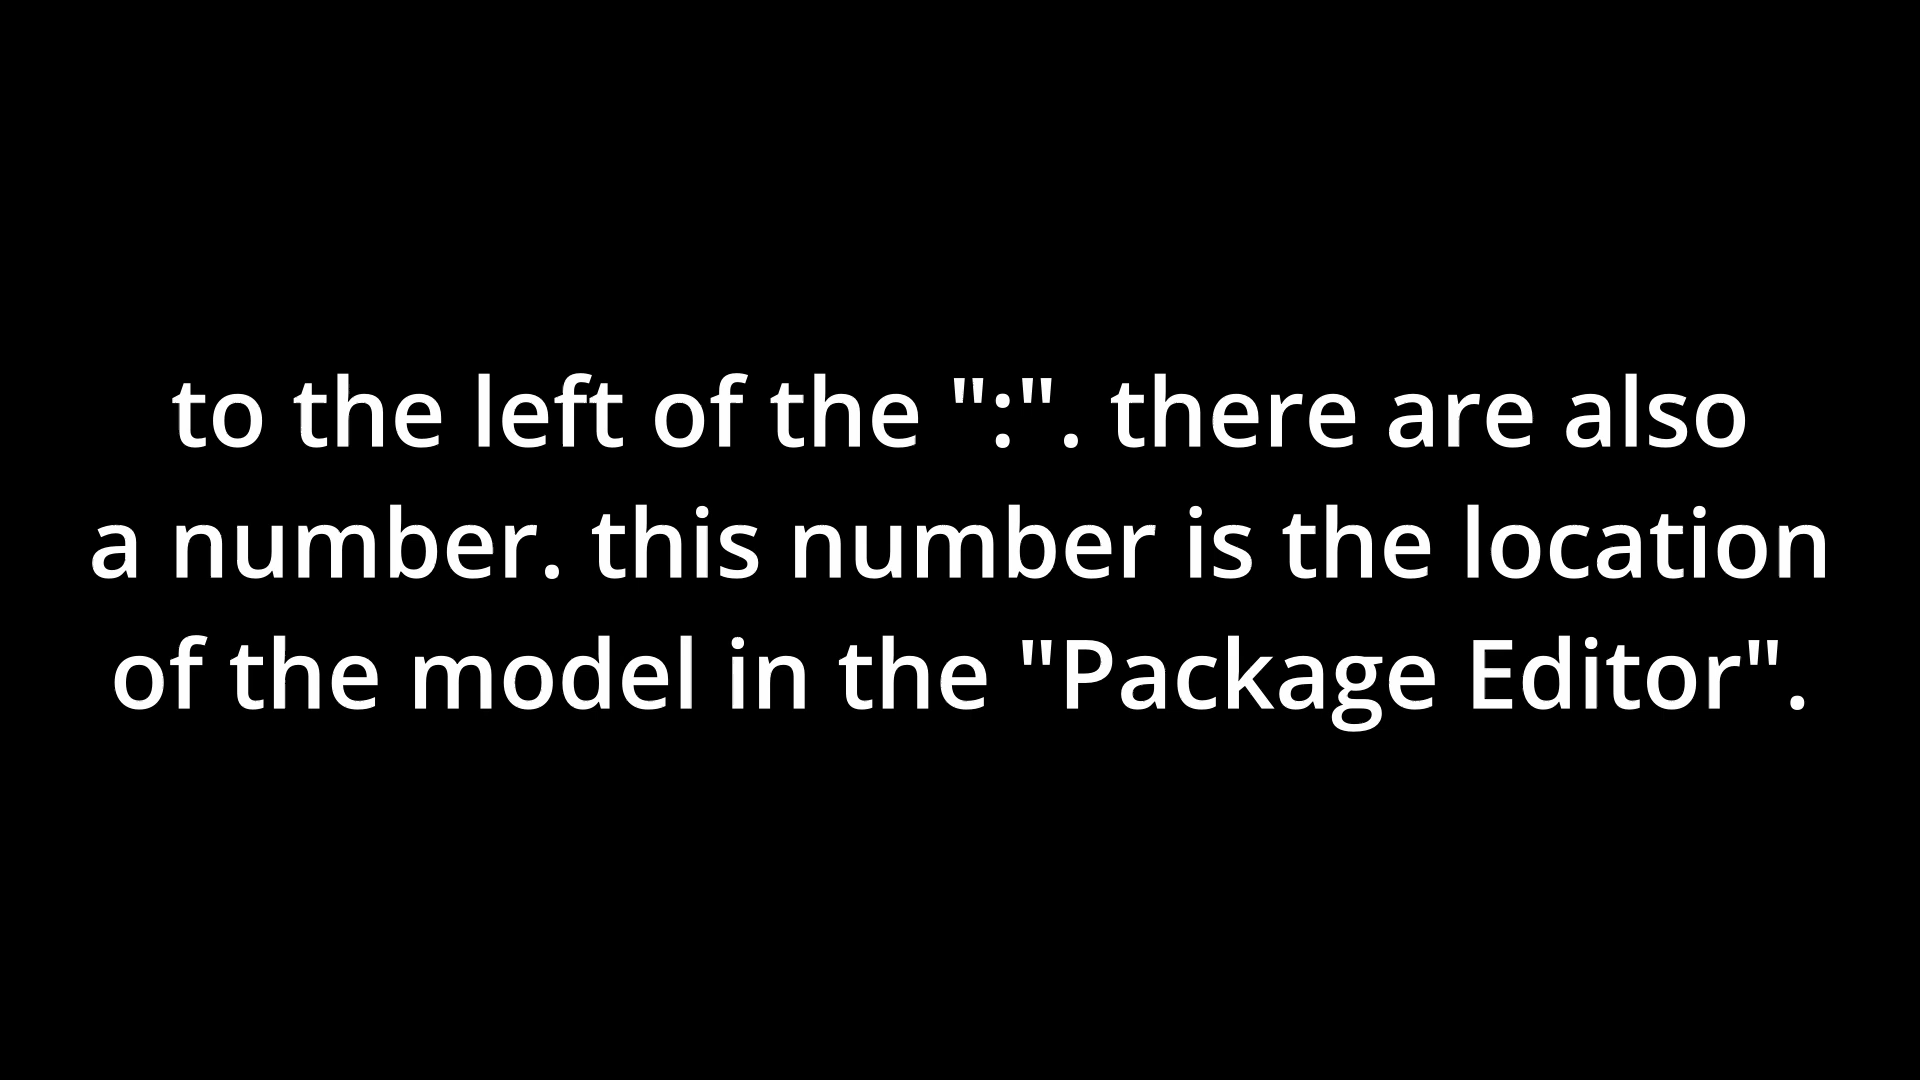 to the left of the ":". there are also
a number. this number is the location
of the model in the "Package Editor".